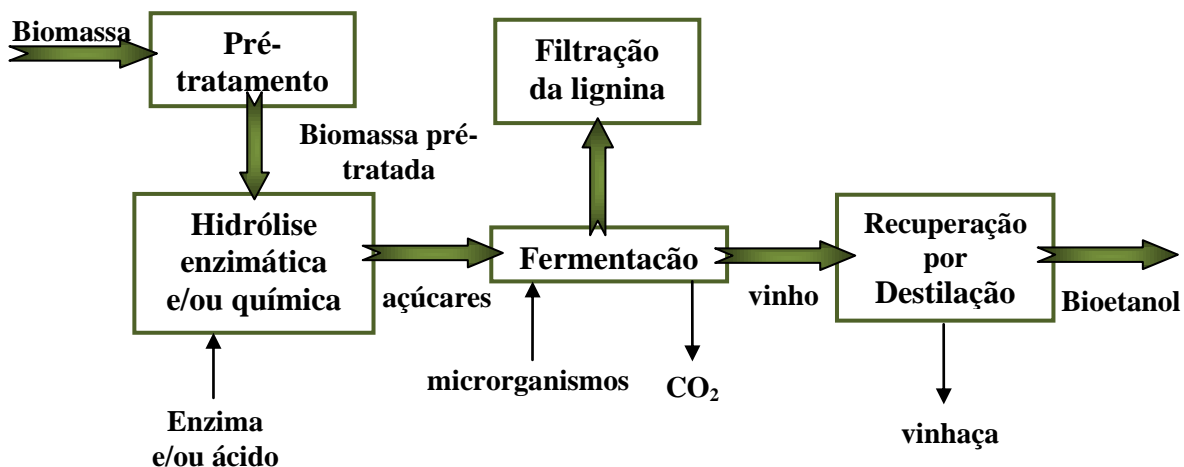 Biomassa
Pré-
tratamento
Filtração
da lignina
Biomassa pré-
tratada
Hidrólise
enzimática
e/ou química
açúcares
Fermentacão
vinho
Recuperação
por
Destilação
Bioetanol
microrganismos
CO₂
Enzima
e/ou ácido
vinhaça